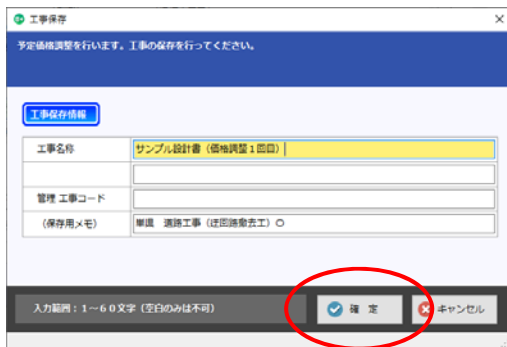 工事保存
予定価格調整を行います。工事の保存を行ってください。
工事保存情報
工事名称
サンプル設計書（価格調整１回目）
管理 工事コード
（保存用メモ）
単県 道路工事（迂回路撤去工）〇
入力範囲：１～６０文字（空白のみは不可）
確 定
キャンセル